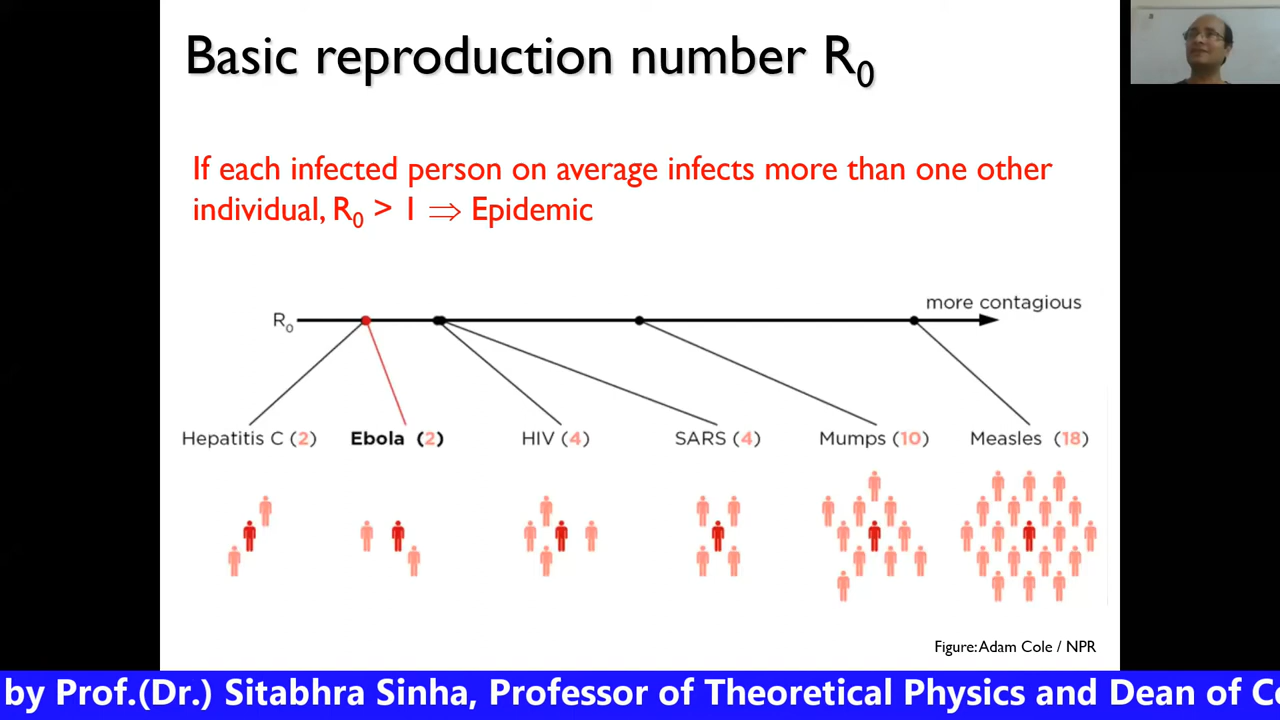 Basic reproduction number R₀
If each infected person on average infects more than one other
individual, R₀ > 1 ⇒ Epidemic
more contagious
R₀
Hepatitis C (2) Ebola (2) HIV (4) SARS (4) Mumps (10) Measles (18)
Figure: Adam Cole / NPR
by Prof.(Dr.) Sitabhra Sinha, Professor of Theoretical Physics and Dean of